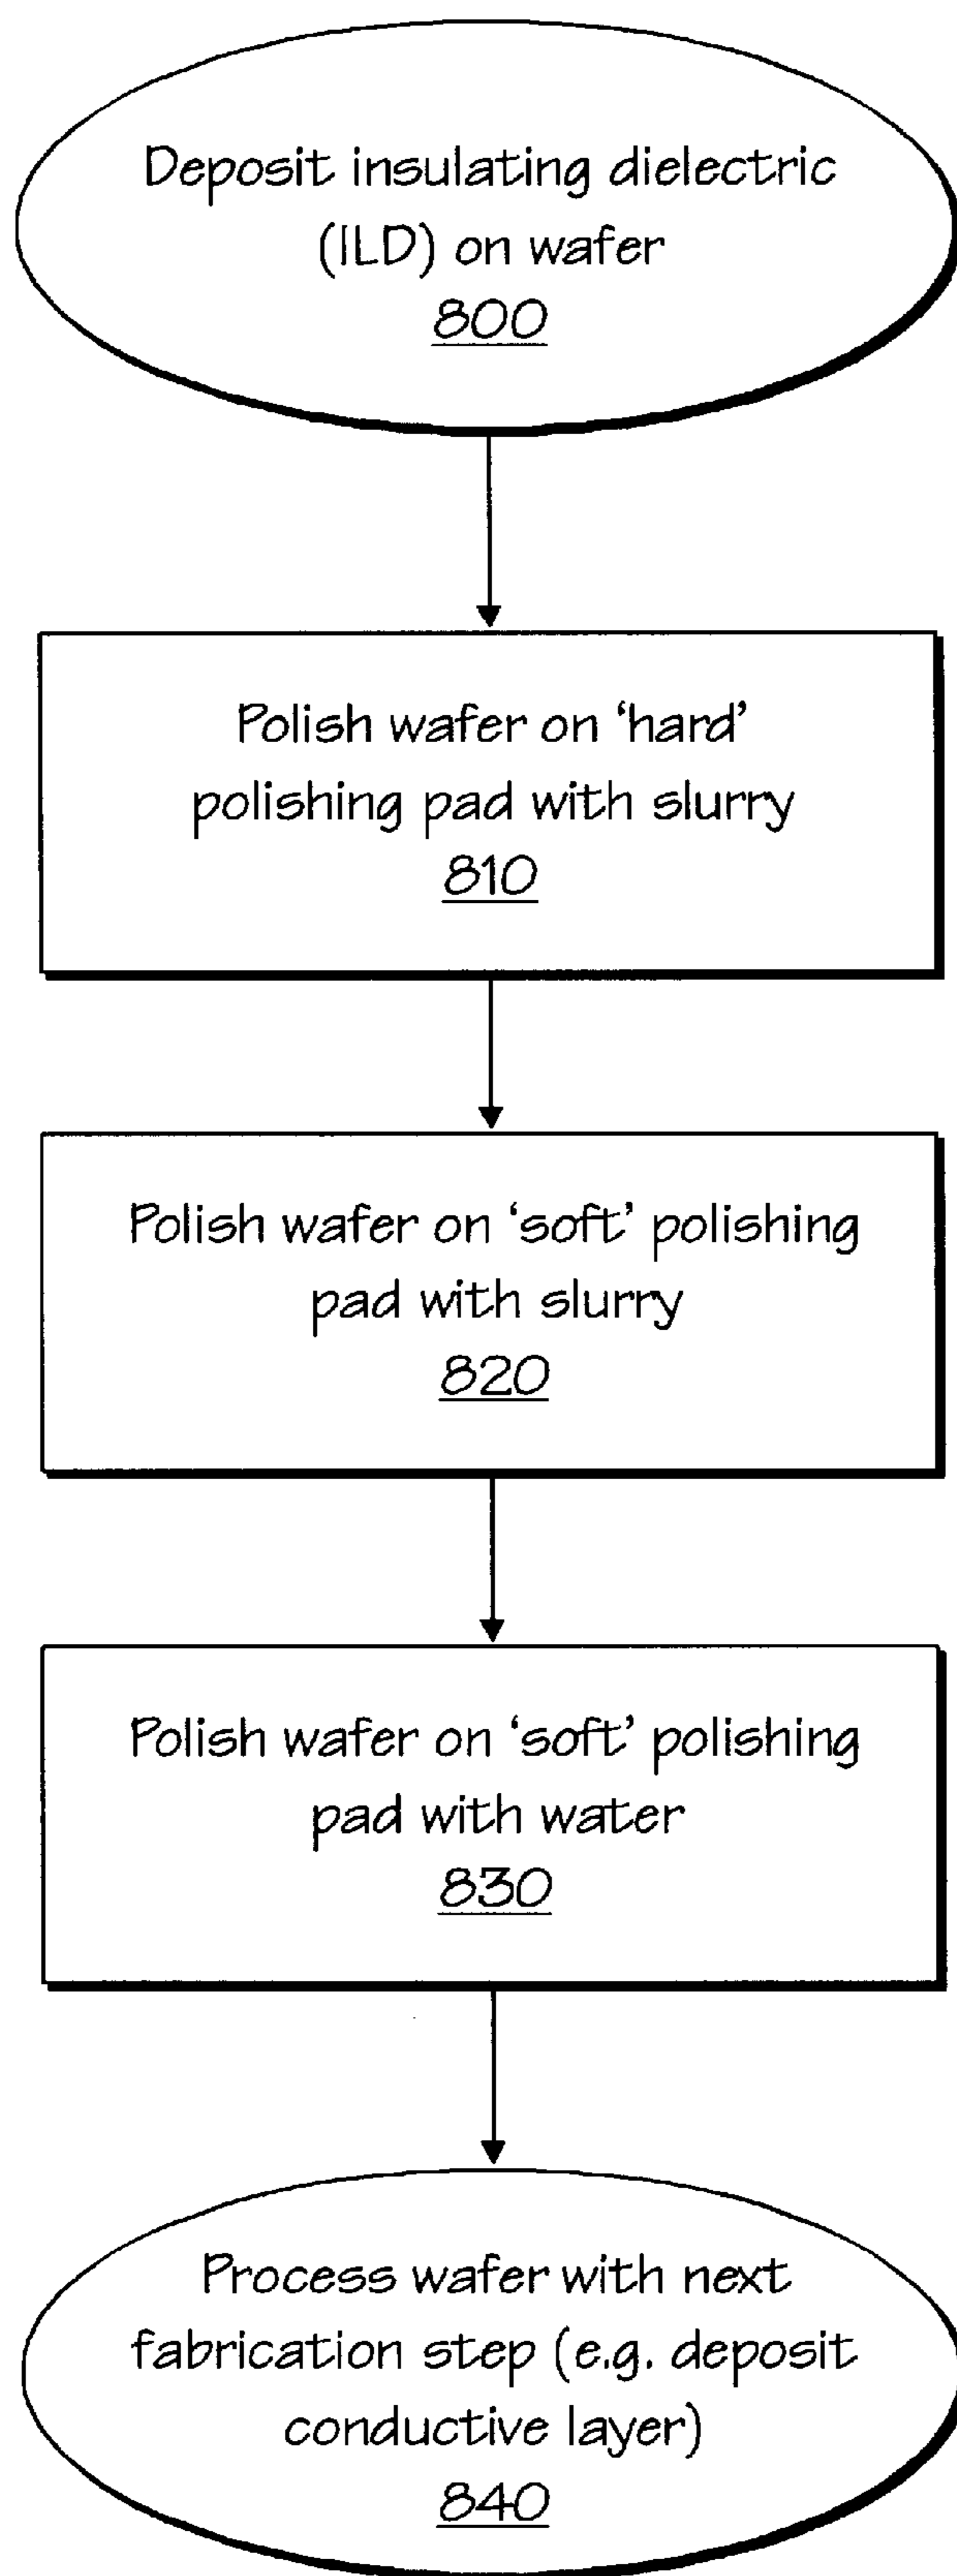 Deposit insulating dielectric
(ILD) on wafer
800
Polish wafer on ‘hard’
polishing pad with slurry
810
Polish wafer on ‘soft’ polishing
pad with slurry
820
Polish wafer on ‘soft’ polishing
pad with water
830
Process wafer with next
fabrication step (e.g. deposit
conductive layer)
840